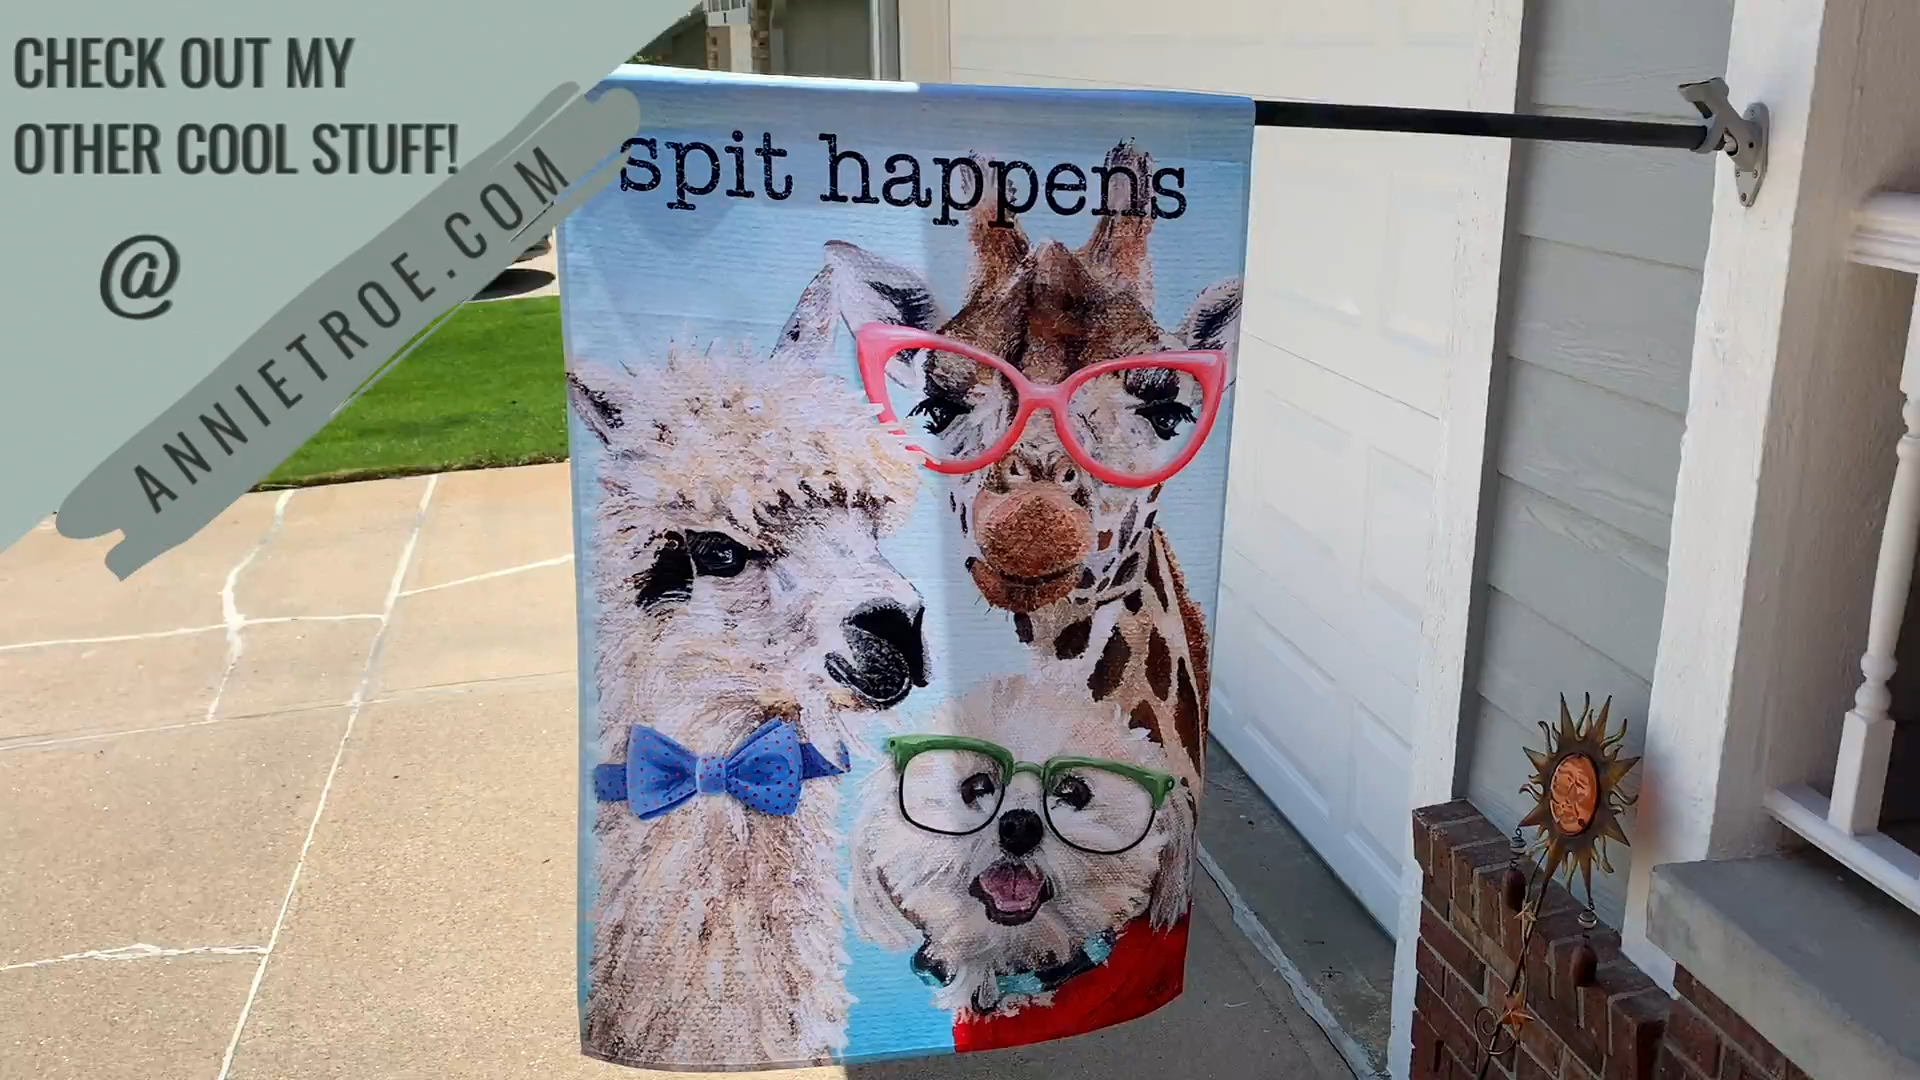 CHECK OUT MY
OTHER COOL STUFF!
@
ANNIETROE.COM
spit happens